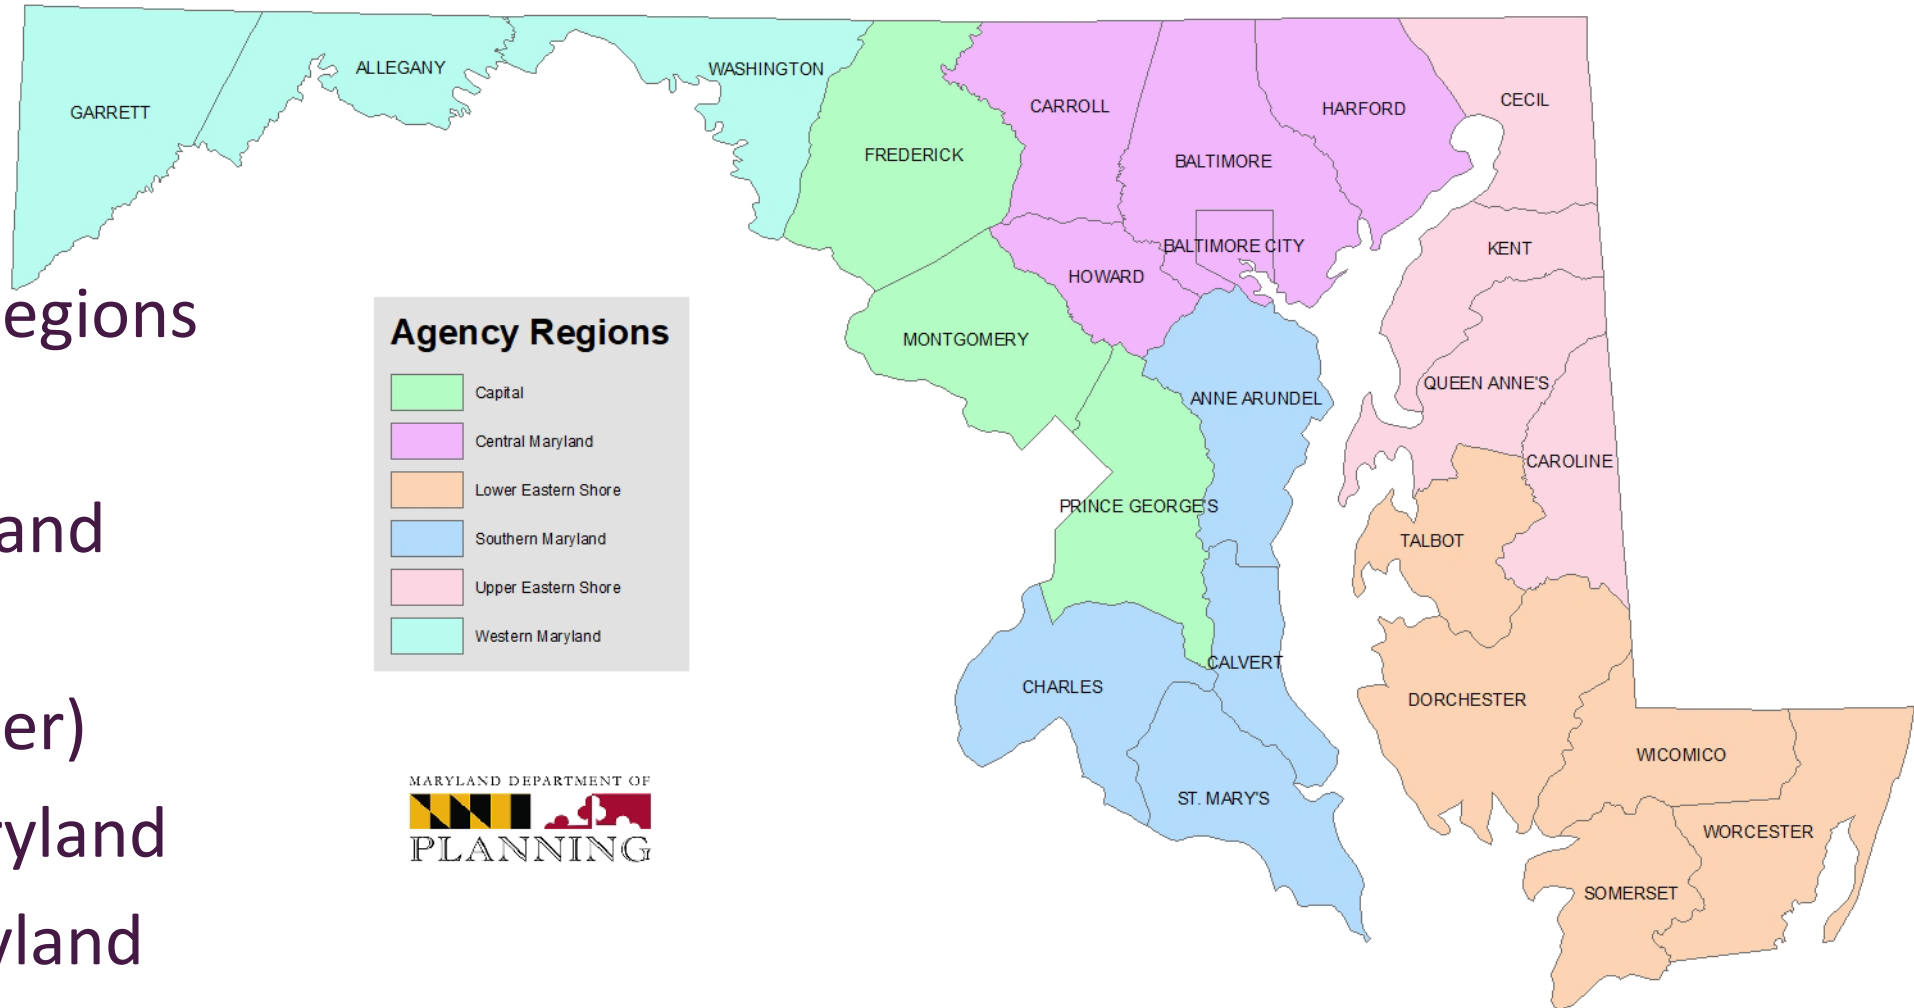 GARRETT
ALLEGANY
WASHINGTON
FREDERICK
CARROLL
BALTIMORE
HARFORD
CECIL
BALTIMORE CITY
HOWARD
KENT
MONTGOMERY
ANNE ARUNDEL
QUEEN ANNE'S
CAROLINE
PRINCE GEORGE'S
TALBOT
CALVERT
CHARLES
DORCHESTER
ST. MARY'S
WICOMICO
WORCESTER
SOMERSET
egions
and
er)
ryland
yland
Agency Regions
Capital
Central Maryland
Lower Eastern Shore
Southern Maryland
Upper Eastern Shore
Western Maryland
MARYLAND DEPARTMENT OF
PLANNING